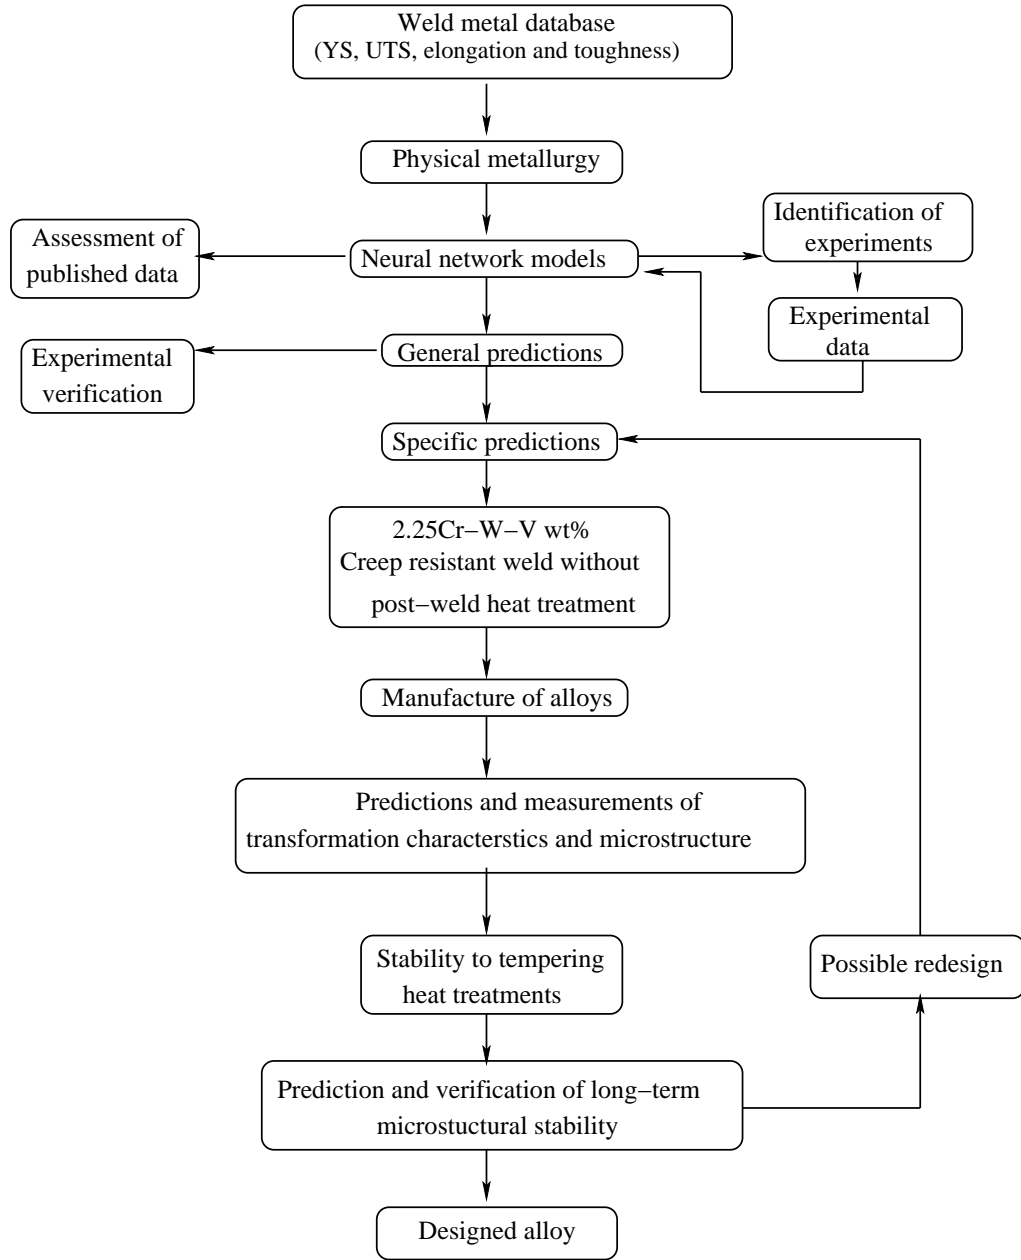 Weld metal database
(YS, UTS, elongation and toughness)
Physical metallurgy
Identification of
experiments
Assessment of
published data
Neural network models
Experimental
data
General predictions
Experimental
verification
Specific predictions
2.25Cr−W−V wt%
Creep resistant weld without
post−weld heat treatment
Manufacture of alloys
Predictions and measurements of
transformation characterstics and microstructure
Stability to tempering
heat treatments
Possible redesign
Prediction and verification of long−term
microstuctural stability
Designed alloy